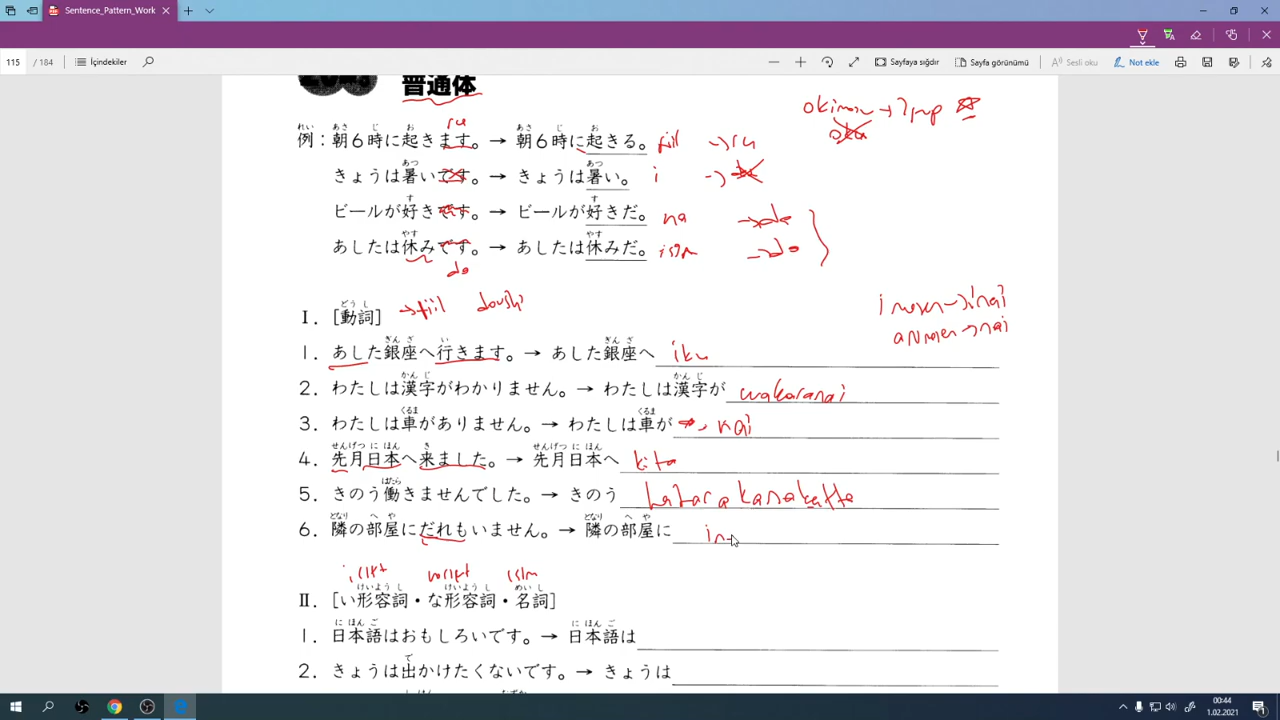 Sentence_Pattern_Work
115 / 184
İçindekiler
Sayfaya sığdır
Sayfa görünümü
Sesli oku
Not ekle
普通体
例：朝6時に起きます。→ 朝6時に起きる。
ru
きょうは暑いです。→ きょうは暑い。
i
ビールが好きです。→ ビールが好きだ。
na → da
あしたは休みです。→ あしたは休みだ。
→ da
da
Ⅰ. [動詞] → fiil doushi
1. あした銀座へ行きます。→ あした銀座へ iku
2. わたしは漢字がわかりません。→ わたしは漢字が wakaranai
3. わたしは車がありません。→ わたしは車が nai
4. 先月日本へ来ました。→ 先月日本へ kita
5. きのう働きませんでした。→ きのう
6. 隣の部屋にだれもいません。→ 隣の部屋に in
Ⅱ. [い形容詞・な形容詞・名詞]
1. 日本語はおもしろいです。→ 日本語は
2. きょうは出かけたくないです。→ きょうは
00:44
1.02.2021